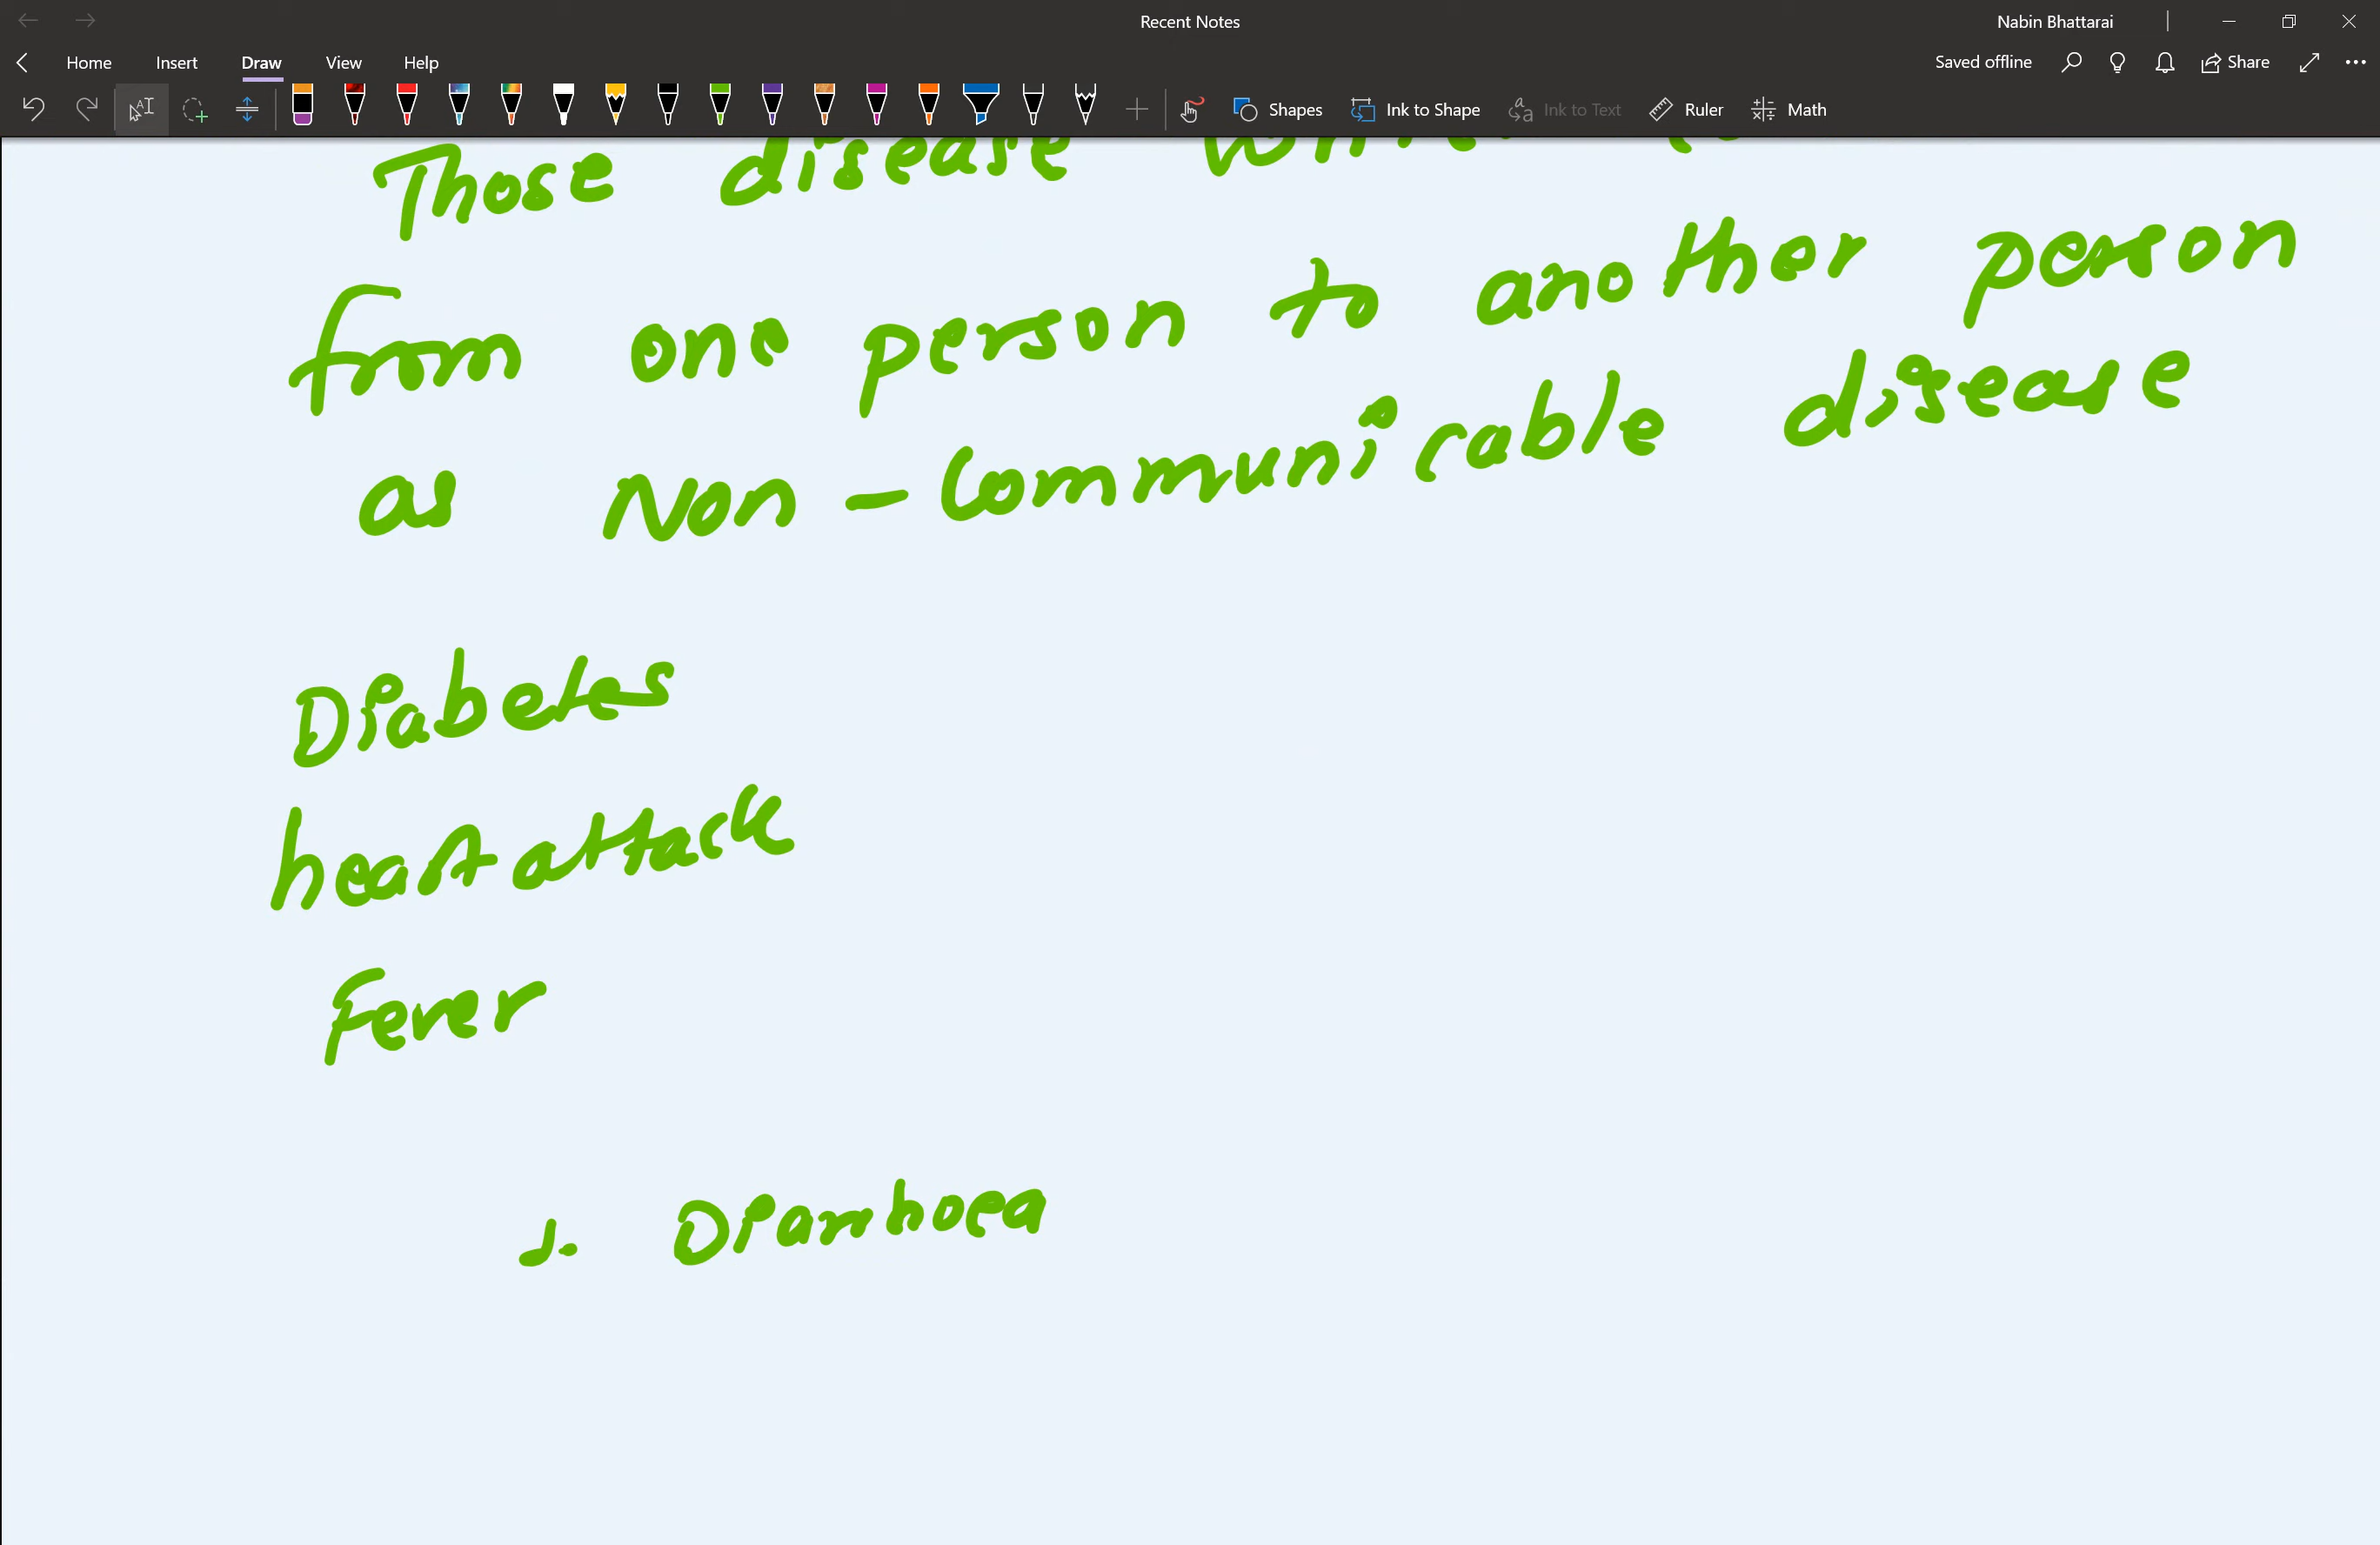 Recent Notes
Nabin Bhattarai
Home Insert Draw View Help
Saved offline
Share
Shapes Ink to Shape Ink to Text Ruler Math
Those disease
from one person to another person
as Non-Communicable disease
Diabetes
heart attack
Fever
1. Diarrhoea